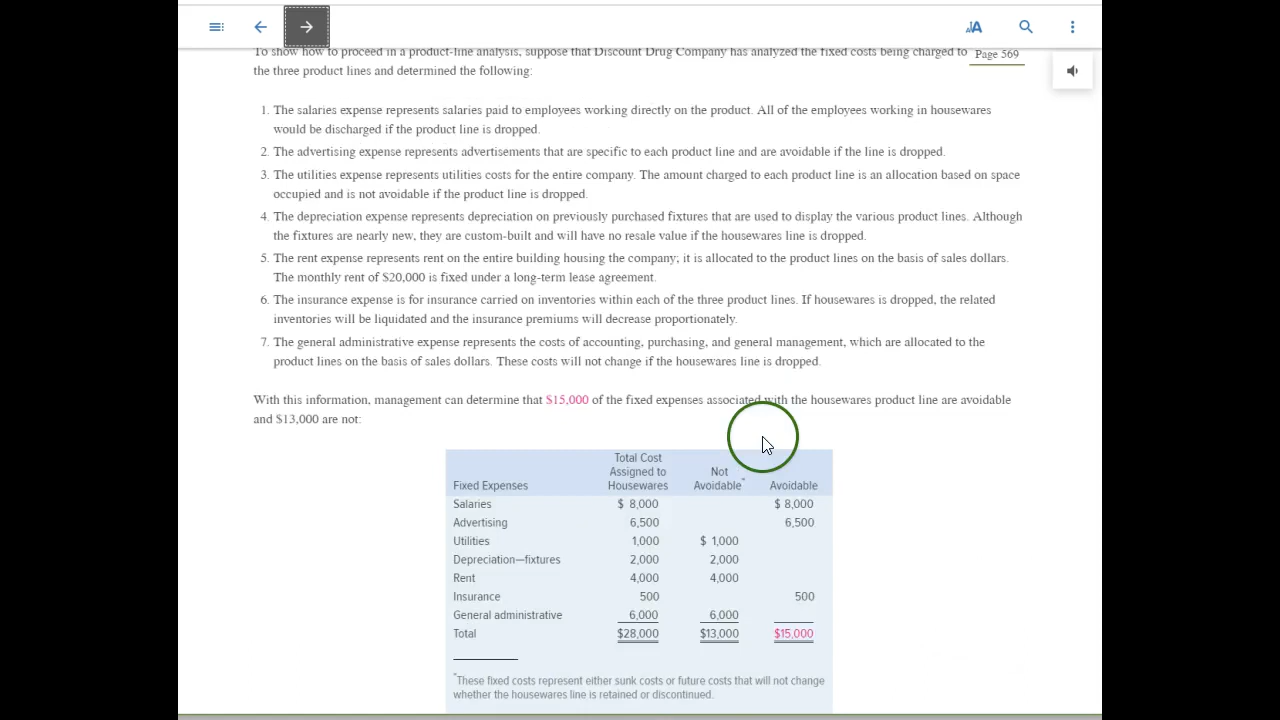 AA
To show how to proceed in a product-line analysis, suppose that Discount Drug Company has analyzed the fixed costs being charged to Page 569
the three product lines and determined the following:
1. The salaries expense represents salaries paid to employees working directly on the product. All of the employees working in housewares
would be discharged if the product line is dropped.
2. The advertising expense represents advertisements that are specific to each product line and are avoidable if the line is dropped.
3. The utilities expense represents utilities costs for the entire company. The amount charged to each product line is an allocation based on space
occupied and is not avoidable if the product line is dropped.
4. The depreciation expense represents depreciation on previously purchased fixtures that are used to display the various product lines. Although
the fixtures are nearly new, they are custom-built and will have no resale value if the housewares line is dropped.
5. The rent expense represents rent on the entire building housing the company; it is allocated to the product lines on the basis of sales dollars.
The monthly rent of $20,000 is fixed under a long-term lease agreement.
6. The insurance expense is for insurance carried on inventories within each of the three product lines. If housewares is dropped, the related
inventories will be liquidated and the insurance premiums will decrease proportionately.
7. The general administrative expense represents the costs of accounting, purchasing, and general management, which are allocated to the
product lines on the basis of sales dollars. These costs will not change if the housewares line is dropped.
With this information, management can determine that $15,000 of the fixed expenses associated with the housewares product line are avoidable
and $13,000 are not:
Total Cost
Assigned to Not
Fixed Expenses Housewares Avoidable* Avoidable
Salaries $ 8,000 $ 8,000
Advertising 6,500 6,500
Utilities 1,000 $ 1,000
Depreciation—fixtures 2,000 2,000
Rent 4,000 4,000
Insurance 500 500
General administrative 6,000 6,000
Total $28,000 $13,000 $15,000
*These fixed costs represent either sunk costs or future costs that will not change
whether the housewares line is retained or discontinued.